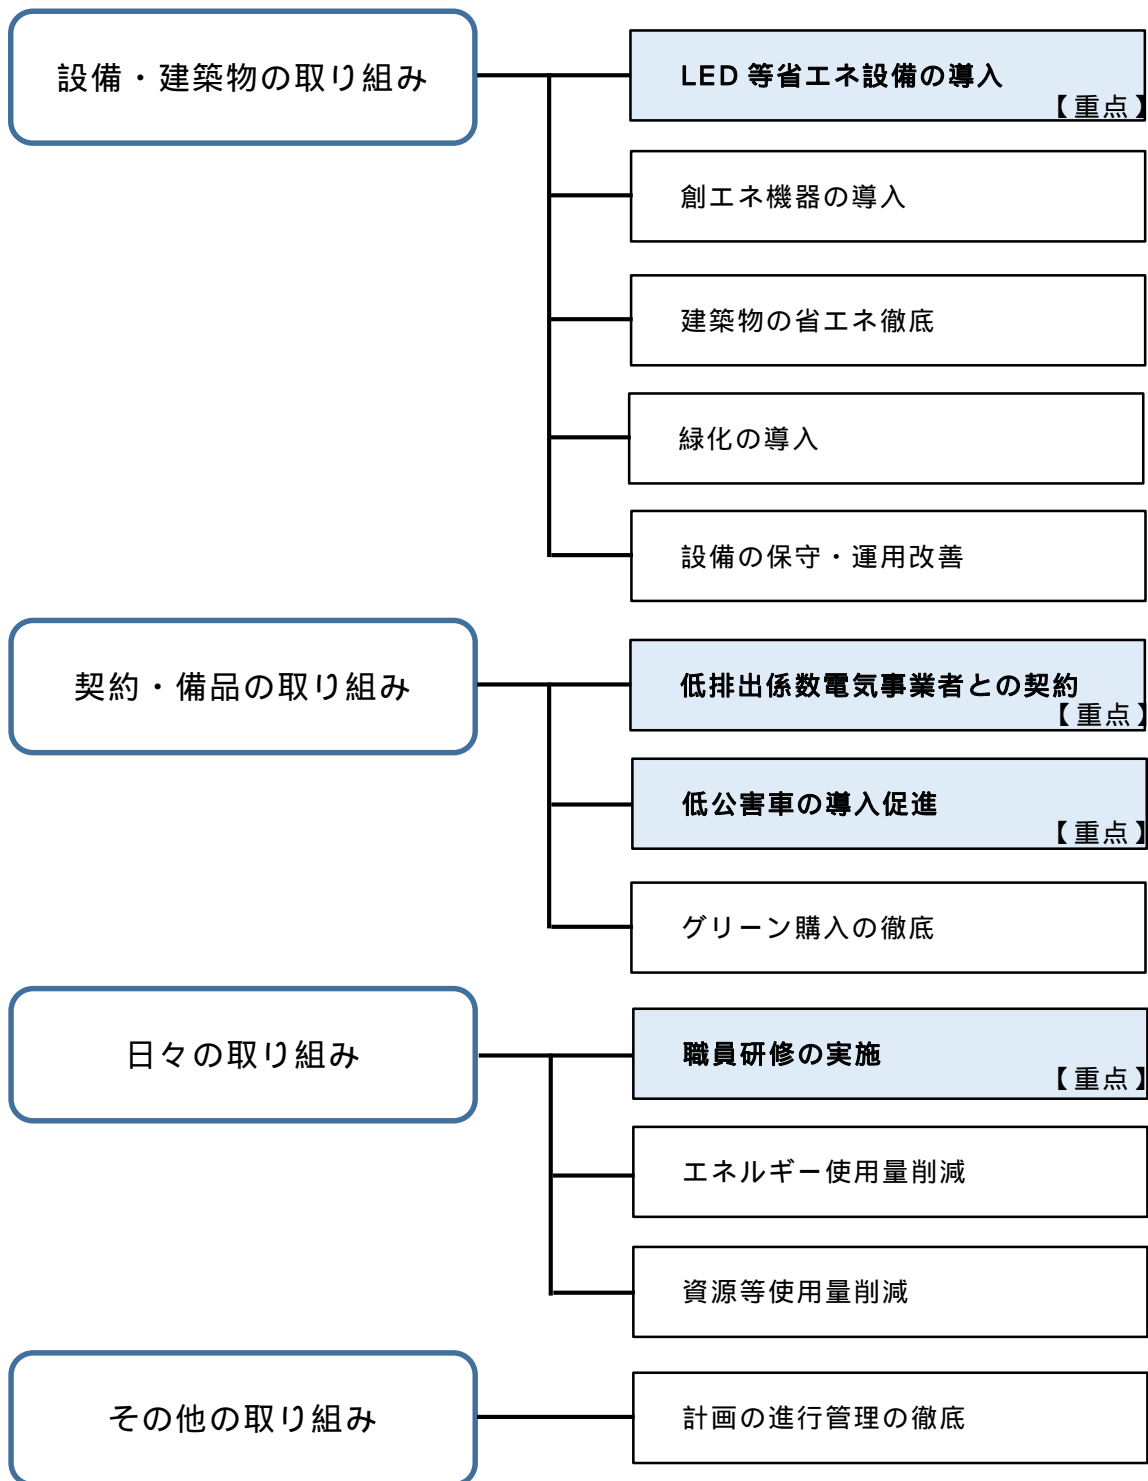 設備・建築物の取り組み
LED 等省エネ設備の導入
【重点】
創エネ機器の導入
建築物の省エネ徹底
緑化の導入
設備の保守・運用改善
契約・備品の取り組み
低排出係数電気事業者との契約
【重点】
低公害車の導入促進
【重点】
グリーン購入の徹底
日々の取り組み
職員研修の実施
【重点】
エネルギー使用量削減
資源等使用量削減
その他の取り組み
計画の進行管理の徹底